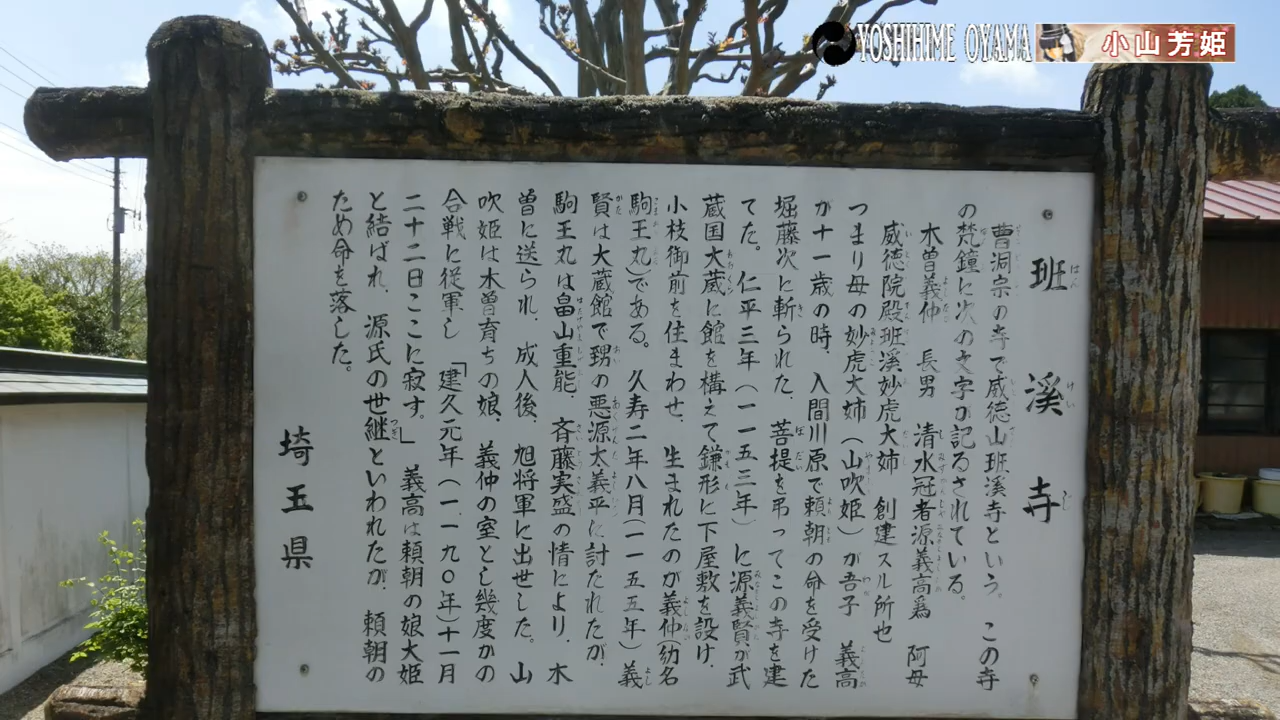 YOSHIHIME OYAMA 小山芳姫
班溪寺
曹洞宗の寺で威徳山班溪寺という。この寺
の梵鐘に次の文字が記るされている。
木曽義仲 長男 清水冠者源義高為 阿母
威徳院殿班溪妙虎大姉 創建スル所也
つまり母の妙虎大姉（山吹姫）が吾子 義高
が十一歳の時、入間川原で頼朝の命を受けた
堀藤次に斬られた、菩提を弔ってこの寺を建
てた。仁平三年（一一五三年）に源義賢が武
蔵国大蔵に館を構えて鎌形に下屋敷を設け、
小枝御前を住まわせ、生まれたのが義仲（幼名
駒王丸）である。久寿二年八月（一一五五年）義
賢は大蔵館で甥の悪源太義平に討たれたが、
駒王丸は畠山重能、斉藤実盛の情により、木
曽に送られ、成人後、旭将軍に出世した。山
吹姫は木曽育ちの娘、義仲の室とし幾度かの
合戦に従軍し「建久元年（一一九〇年）十一月
二十二日ここに寂す。」義高は頼朝の娘大姫
と結ばれ、源氏の世継といわれたが、頼朝の
ため命を落した。
埼玉県